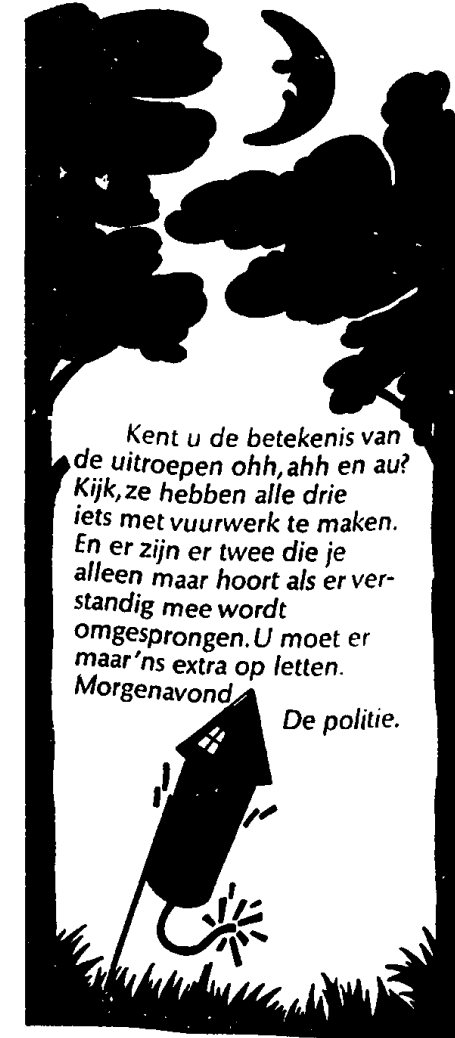 Kent u de betekenis van
de uitroepen ohh, ahh en au?
Kijk, ze hebben alle drie
iets met vuurwerk te maken.
En er zijn er twee die je
alleen maar hoort als er ver-
standig mee wordt
omgesprongen. U moet er
maar'ns extra op letten.
Morgenavond
De politie.